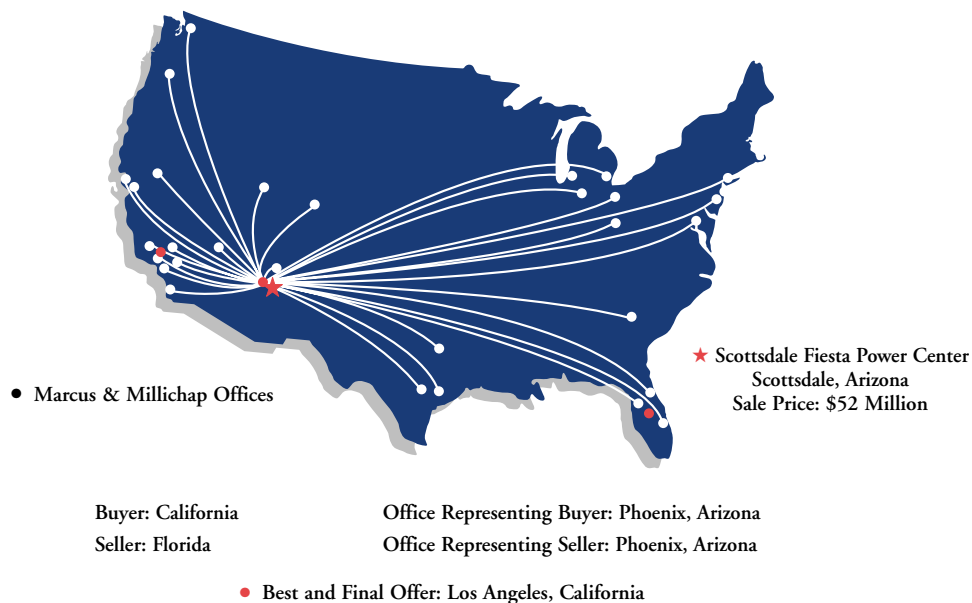 ★ Scottsdale Fiesta Power Center
Scottsdale, Arizona
Sale Price: $52 Million
● Marcus & Millichap Offices
Buyer: California
Office Representing Buyer: Phoenix, Arizona
Seller: Florida
Office Representing Seller: Phoenix, Arizona
● Best and Final Offer: Los Angeles, California